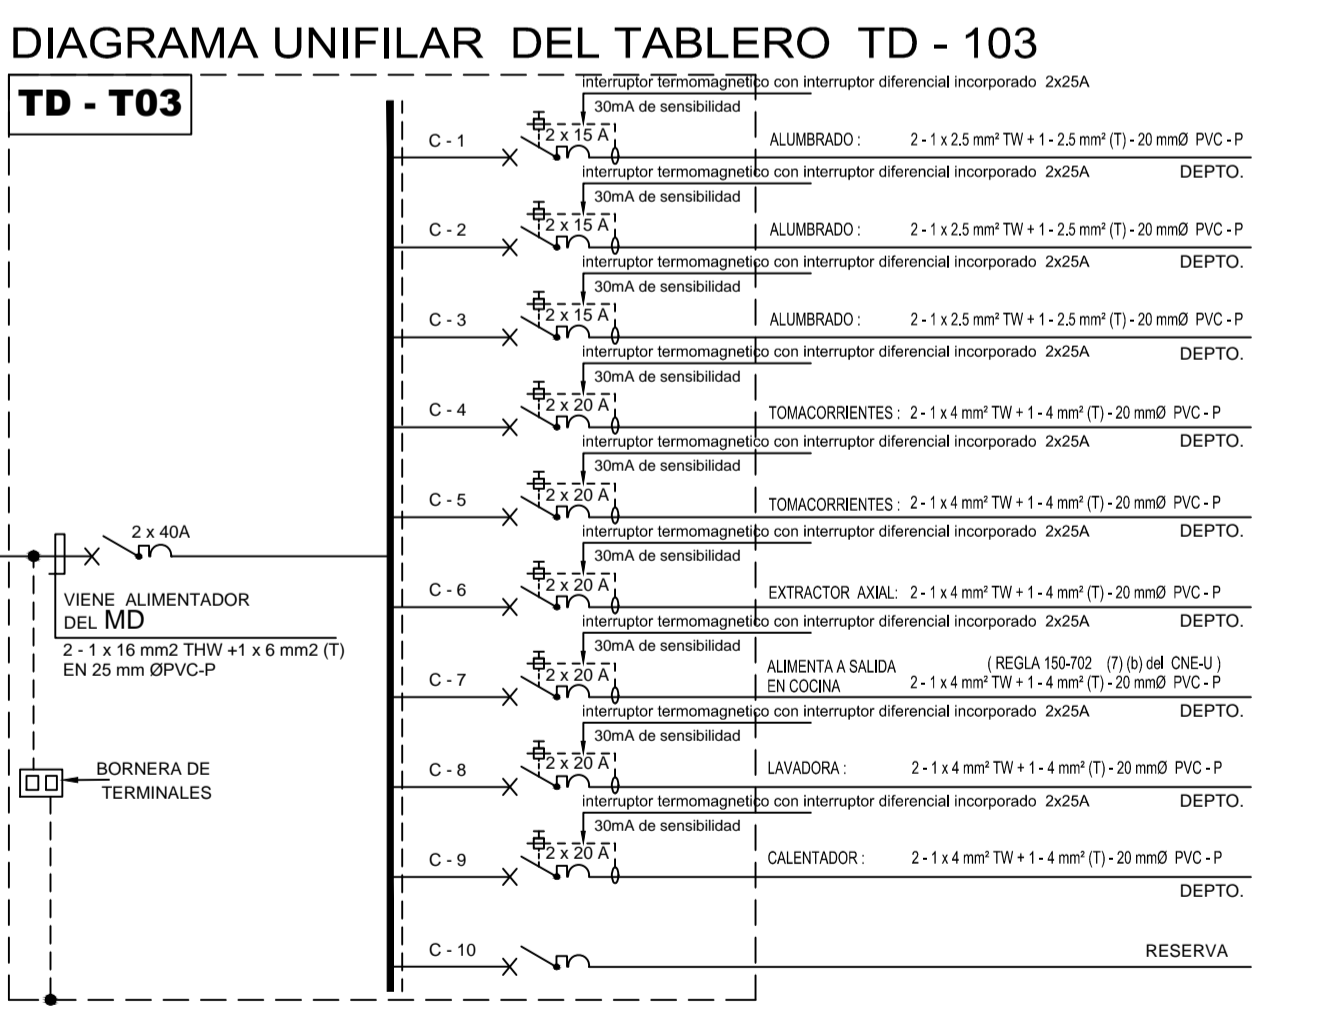 DIAGRAMA UNIFILAR DEL TABLERO TD - 103
TD - T03
interruptor termomagnetico con interruptor diferencial incorporado 2x25A
30mA de sensibilidad
C - 1
2 x 15 A
ALUMBRADO : 2 - 1 x 2.5 mm² TW + 1 - 2.5 mm² (T) - 20 mmØ PVC - P
DEPTO.
interruptor termomagnetico con interruptor diferencial incorporado 2x25A
30mA de sensibilidad
C - 2
2 x 15 A
ALUMBRADO : 2 - 1 x 2.5 mm² TW + 1 - 2.5 mm² (T) - 20 mmØ PVC - P
DEPTO.
interruptor termomagnetico con interruptor diferencial incorporado 2x25A
30mA de sensibilidad
C - 3
2 x 15 A
ALUMBRADO : 2 - 1 x 2.5 mm² TW + 1 - 2.5 mm² (T) - 20 mmØ PVC - P
DEPTO.
interruptor termomagnetico con interruptor diferencial incorporado 2x25A
30mA de sensibilidad
C - 4
2 x 20 A
TOMACORRIENTES : 2 - 1 x 4 mm² TW + 1 - 4 mm² (T) - 20 mmØ PVC - P
DEPTO.
interruptor termomagnetico con interruptor diferencial incorporado 2x25A
30mA de sensibilidad
C - 5
2 x 20 A
TOMACORRIENTES : 2 - 1 x 4 mm² TW + 1 - 4 mm² (T) - 20 mmØ PVC - P
DEPTO.
interruptor termomagnetico con interruptor diferencial incorporado 2x25A
30mA de sensibilidad
C - 6
2 x 20 A
EXTRACTOR AXIAL: 2 - 1 x 4 mm² TW + 1 - 4 mm² (T) - 20 mmØ PVC - P
DEPTO.
interruptor termomagnetico con interruptor diferencial incorporado 2x25A
30mA de sensibilidad
C - 7
2 x 20 A
ALIMENTA A SALIDA ( REGLA 150-702 (7) (b) del CNE-U )
EN COCINA 2 - 1 x 4 mm² TW + 1 - 4 mm² (T) - 20 mmØ PVC - P
DEPTO.
interruptor termomagnetico con interruptor diferencial incorporado 2x25A
30mA de sensibilidad
C - 8
2 x 20 A
LAVADORA : 2 - 1 x 4 mm² TW + 1 - 4 mm² (T) - 20 mmØ PVC - P
DEPTO.
interruptor termomagnetico con interruptor diferencial incorporado 2x25A
30mA de sensibilidad
C - 9
2 x 20 A
CALENTADOR : 2 - 1 x 4 mm² TW + 1 - 4 mm² (T) - 20 mmØ PVC - P
DEPTO.
C - 10
RESERVA
2 x 40A
VIENE ALIMENTADOR
DEL MD
2 - 1 x 16 mm2 THW +1 x 6 mm2 (T)
EN 25 mm ØPVC-P
BORNERA DE
TERMINALES